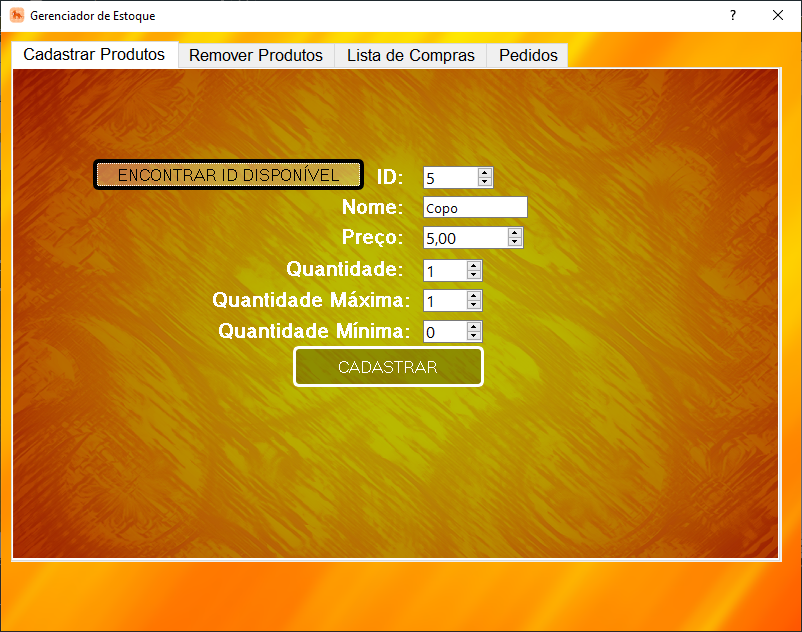 Gerenciador de Estoque ?
Cadastrar Produtos Remover Produtos Lista de Compras Pedidos
ENCONTRAR ID DISPONÍVEL ID: 5
Nome: Copo
Preço: 5,00
Quantidade: 1
Quantidade Máxima: 1
Quantidade Mínima: 0
CADASTRAR